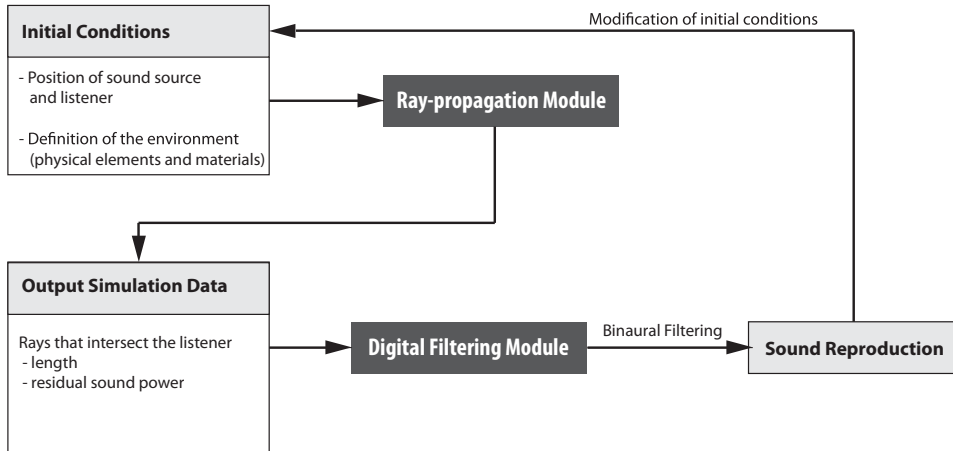 Modification of initial conditions
Initial Conditions
- Position of sound source
and listener
- Definition of the environment
(physical elements and materials)
Ray-propagation Module
Output Simulation Data
Rays that intersect the listener
- length
- residual sound power
Digital Filtering Module
Binaural Filtering
Sound Reproduction